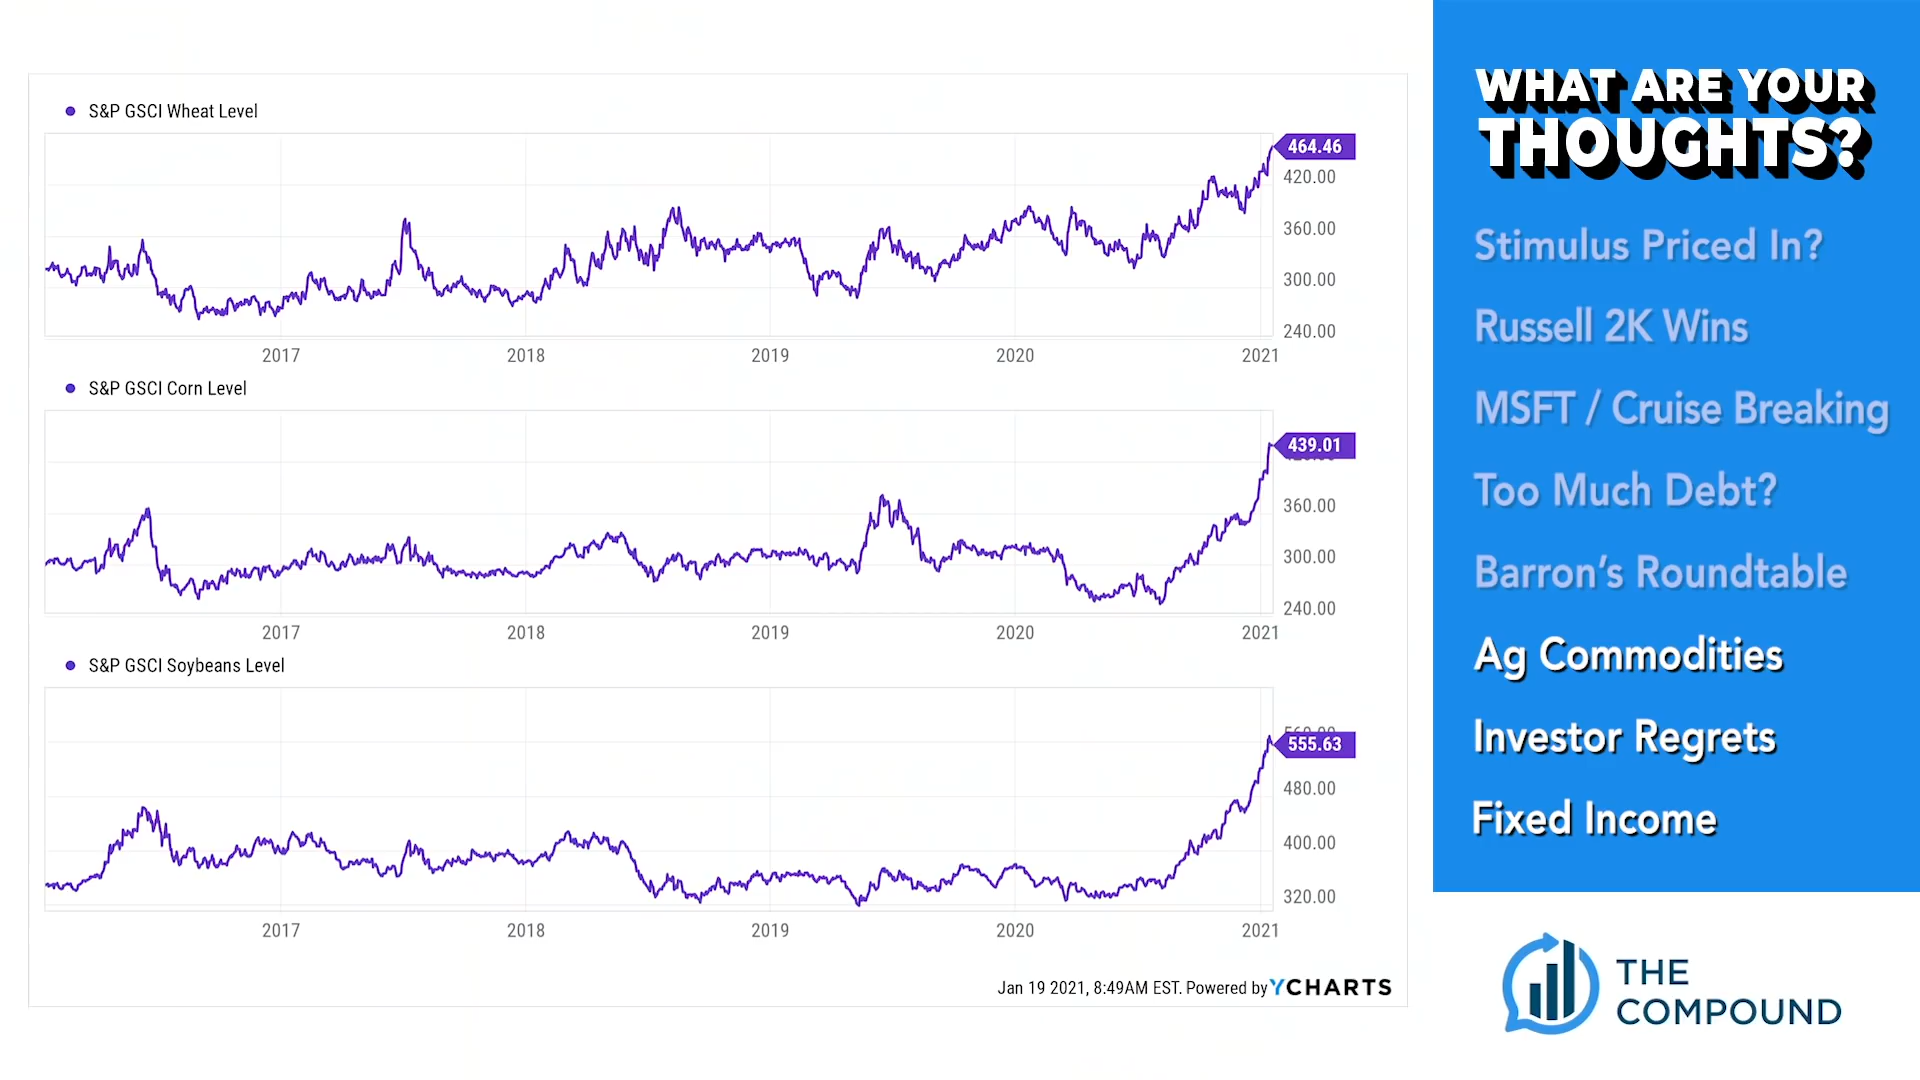 S&P GSCI Wheat Level
464.46
420.00
360.00
300.00
240.00
2017 2018 2019 2020 2021
S&P GSCI Corn Level
439.01
360.00
300.00
240.00
2017 2018 2019 2020 2021
S&P GSCI Soybeans Level
555.63
480.00
400.00
320.00
2017 2018 2019 2020 2021
Jan 19 2021, 8:49AM EST. Powered by YCHARTS
WHAT ARE YOUR
THOUGHTS?
Stimulus Priced In?
Russell 2K Wins
MSFT / Cruise Breaking
Too Much Debt?
Barron's Roundtable
Ag Commodities
Investor Regrets
Fixed Income
THE
COMPOUND